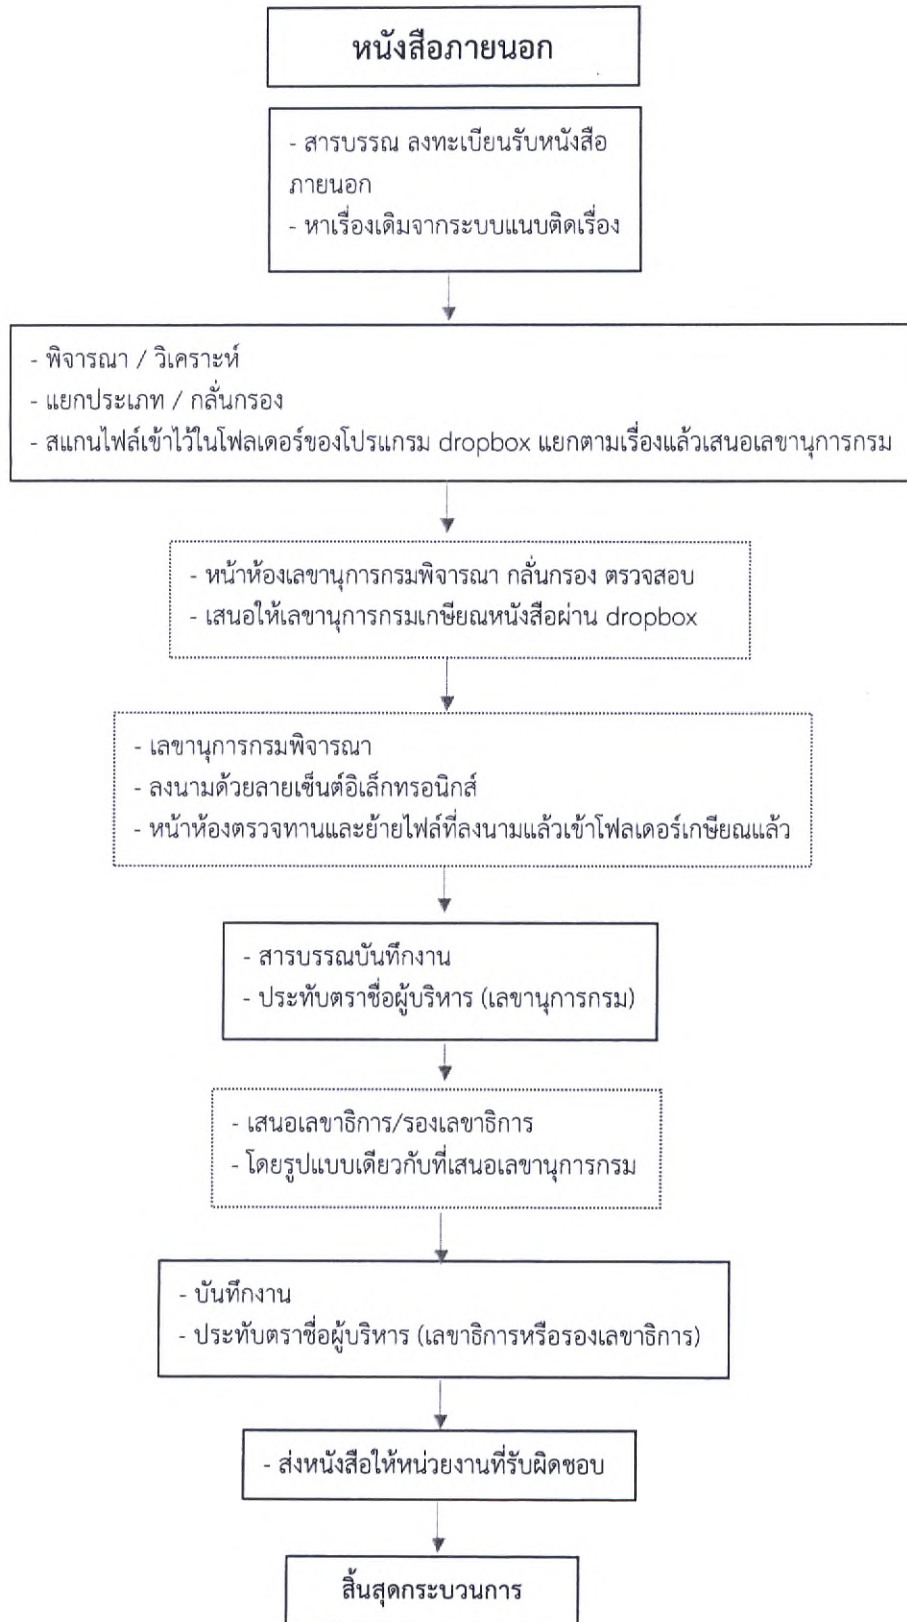 หนังสือภายนอก
- สารบรรณ ลงทะเบียนรับหนังสือ
ภายนอก
- หาเรื่องเดิมจากระบบแนบติดเรื่อง
- พิจารณา / วิเคราะห์
- แยกประเภท / กลั่นกรอง
- สแกนไฟล์เข้าไว้ในโฟลเดอร์ของโปรแกรม dropbox แยกตามเรื่องแล้วเสนอเลขานุการกรม
- หน้าห้องเลขานุการกรมพิจารณา กลั่นกรอง ตรวจสอบ
- เสนอให้เลขานุการกรมเกษียณหนังสือผ่าน dropbox
- เลขานุการกรมพิจารณา
- ลงนามด้วยลายเซ็นต์อิเล็กทรอนิกส์
- หน้าห้องตรวจทานและย้ายไฟล์ที่ลงนามแล้วเข้าโฟลเดอร์เกษียณแล้ว
- สารบรรณบันทึกงาน
- ประทับตราชื่อผู้บริหาร (เลขานุการกรม)
- เสนอเลขาธิการ/รองเลขาธิการ
- โดยรูปแบบเดียวกับที่เสนอเลขานุการกรม
- บันทึกงาน
- ประทับตราชื่อผู้บริหาร (เลขาธิการหรือรองเลขาธิการ)
- ส่งหนังสือให้หน่วยงานที่รับผิดชอบ
สิ้นสุดกระบวนการ